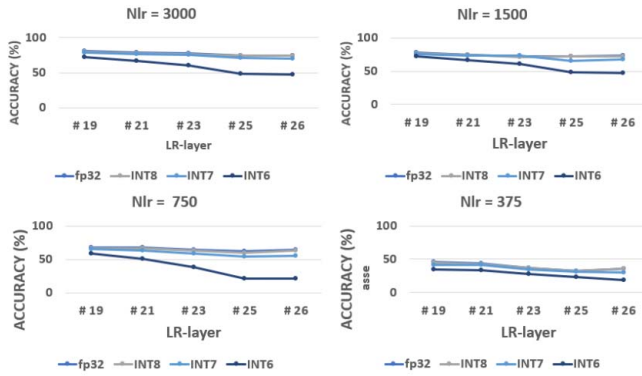 Nlr = 3000
ACCURACY (%)
100
50
0
# 19 # 21 # 23 # 25 # 26
LR-layer
fp32 INT8 INT7 INT6
Nlr = 1500
ACCURACY (%)
100
50
0
# 19 # 21 # 23 # 25 # 26
LR-layer
fp32 INT8 INT7 INT6
Nlr = 750
ACCURACY (%)
100
50
0
# 19 # 21 # 23 # 25 # 26
LR-layer
fp32 INT8 INT7 INT6
Nlr = 375
ACCURACY (%)
asse
100
50
0
# 19 # 21 # 23 # 25 # 26
LR-layer
fp32 INT8 INT7 INT6